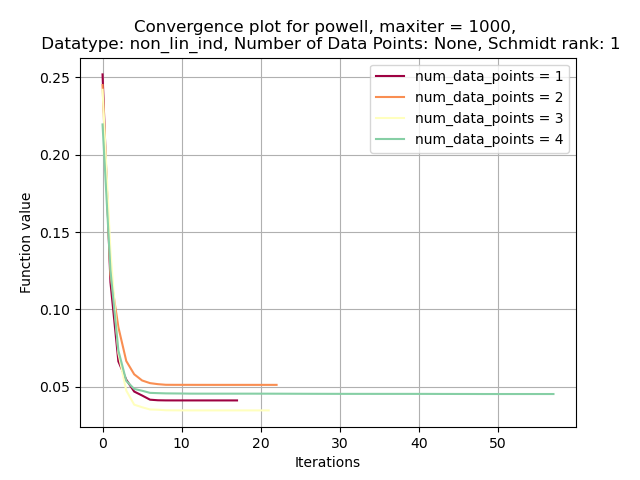 Convergence plot for powell, maxiter = 1000,
Datatype: non_lin_ind, Number of Data Points: None, Schmidt rank: 1
num_data_points = 1
num_data_points = 2
num_data_points = 3
num_data_points = 4
0.25
0.20
0.15
0.10
0.05
Function value
0 10 20 30 40 50
Iterations